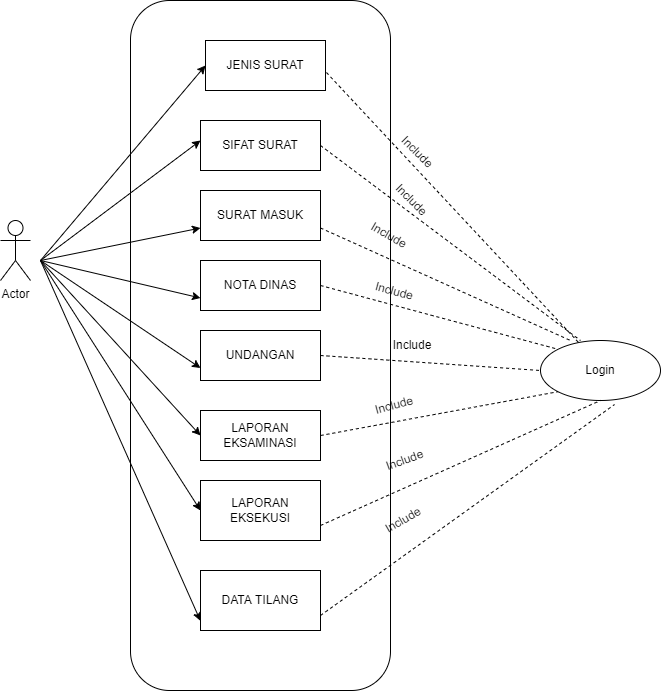 JENIS SURAT
Include
SIFAT SURAT
Include
SURAT MASUK
Include
Actor
NOTA DINAS
Include
UNDANGAN
Include
Login
LAPORAN
EKSAMINASI
Include
LAPORAN
EKSEKUSI
Include
DATA TILANG
Include